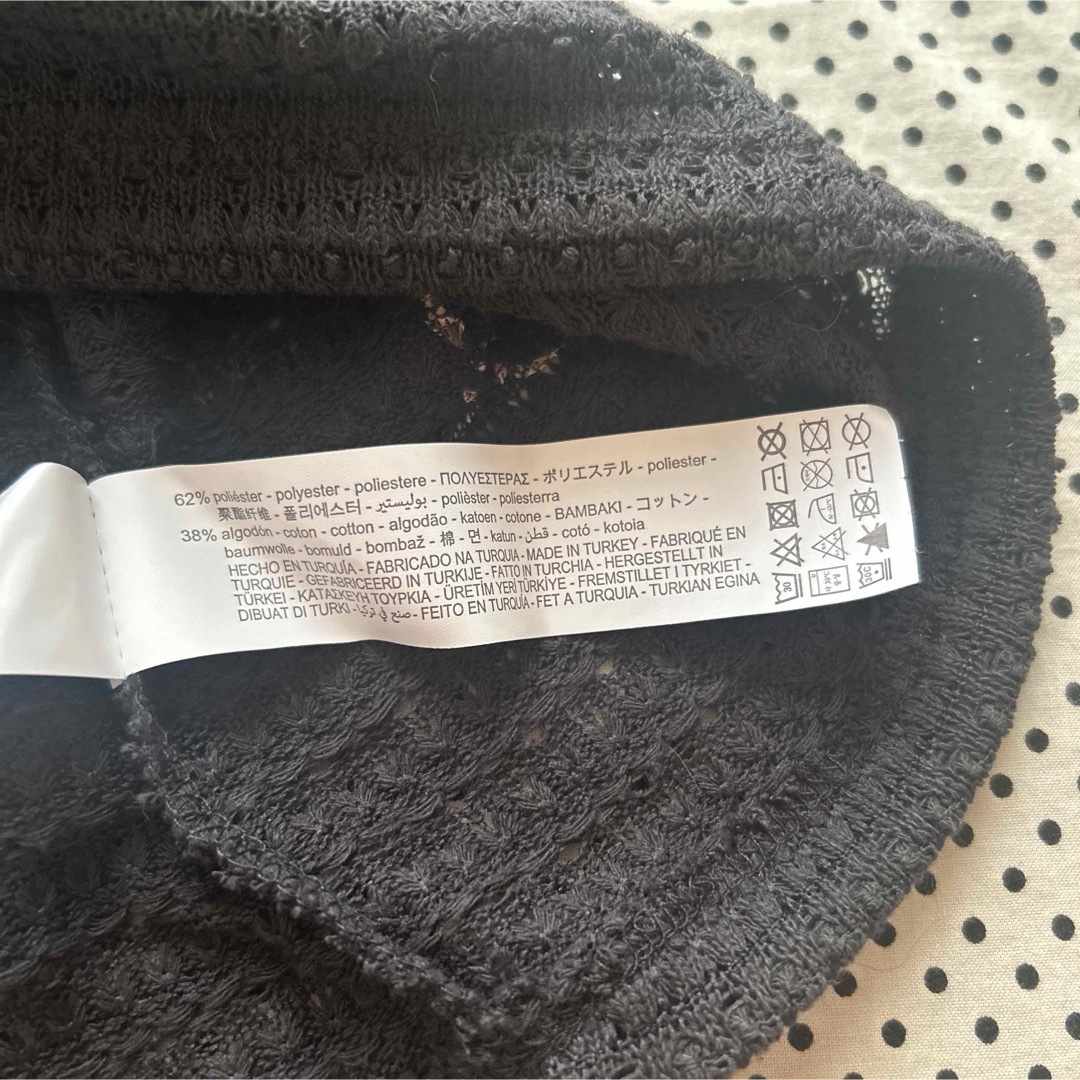 62% poliéster - polyester - poliestere - ΠΟΛΥΕΣΤΕΡΑΣ - ポリエステル - poliester -
聚酯纤维 - 폴리에스터 - بوليستير - polièster - poliesterra
38% algodón - coton - cotton - algodão - katoen - cotone - BAMBAKI - コットン -
baumwolle - bomuld - bombaž - 棉 - 면 - katun - قطن - cotó - kotoia
HECHO EN TURQUÍA - FABRICADO NA TURQUIA - MADE IN TURKEY - FABRIQUÉ EN
TURQUIE - GEFABRICEERD IN TURKIJE - FATTO IN TURCHIA - HERGESTELLT IN
TÜRKEI - ΚΑΤΑΣΚΕΥΗ ΤΟΥΡΚΙΑ - ÜRETİM YERİ TÜRKİYE - FREMSTILLET I TYRKIET -
DIBUAT DI TURKI - صنع في تركيا - FEITO EN TURQUÍA - FET A TURQUIA - TURKIAN EGINA
30
30C